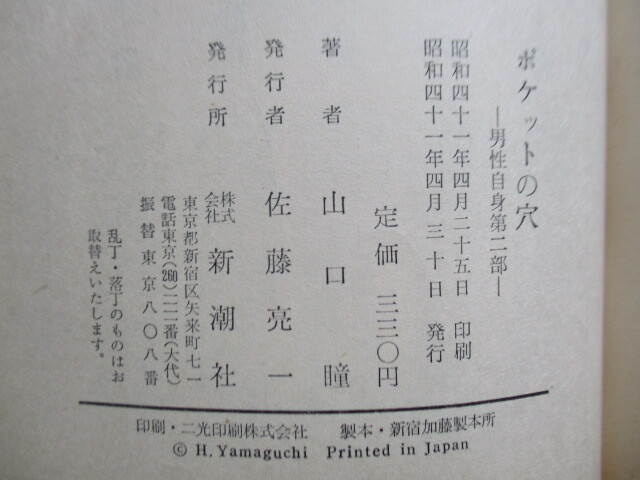 ポケットの穴
―男性自身第二部―
昭和四十一年四月二十五日 印刷
昭和四十一年四月三十日 発行
定価 三三〇円
著者 山口瞳
発行者 佐藤亮一
発行所 株式会社 新潮社
東京都新宿区矢来町七一
電話東京(260)一一一番(大代)
振替東京八〇八番
乱丁・落丁のものはお
取替えいたします。
印刷・二光印刷株式会社 製本・新宿加藤製本所
© H. Yamaguchi Printed in Japan